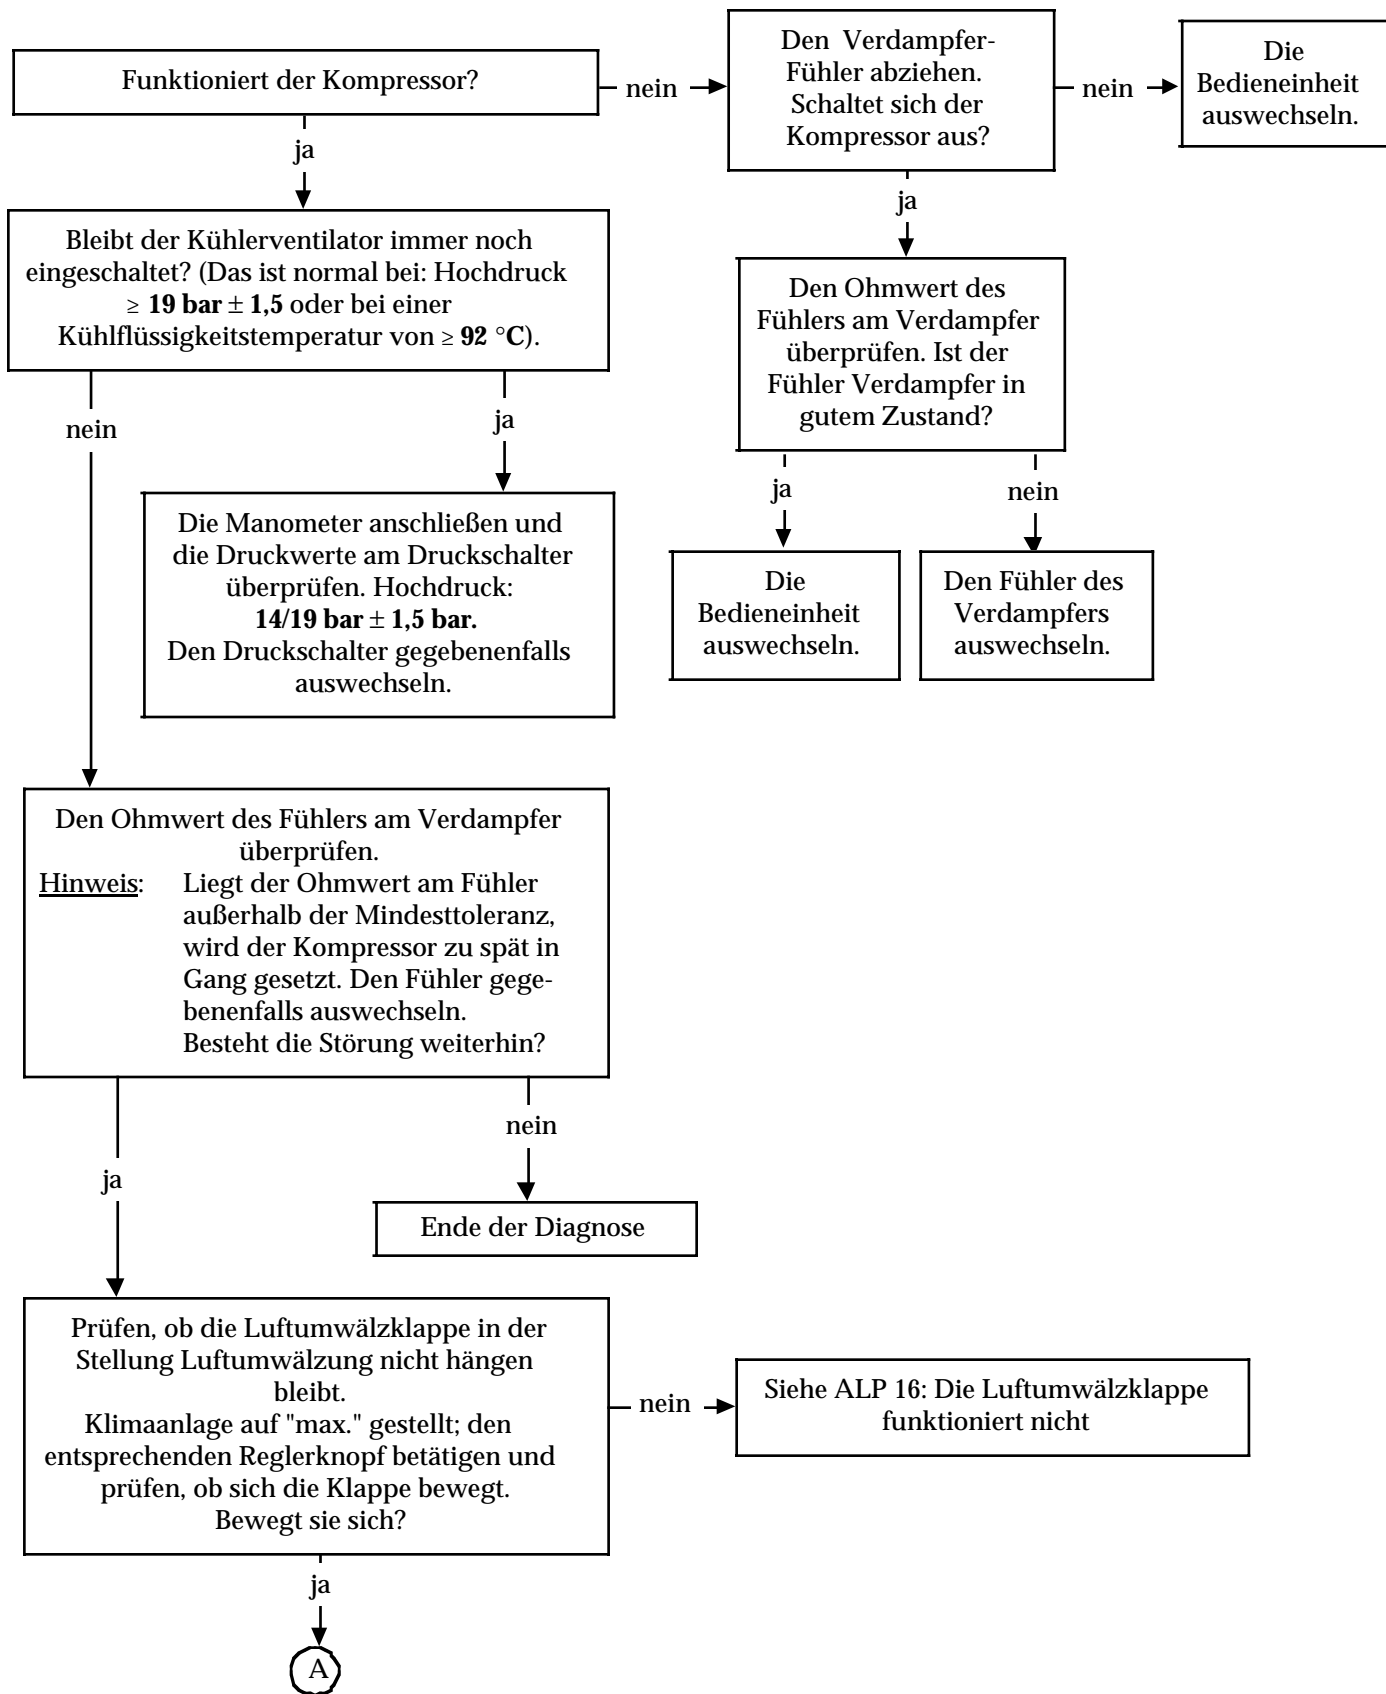 Funktioniert der Kompressor?
nein
Den Verdampfer-
Fühler abziehen.
Schaltet sich der
Kompressor aus?
nein
Die
Bedieneinheit
auswechseln.
ja
ja
Bleibt der Kühlerventilator immer noch
eingeschaltet? (Das ist normal bei: Hochdruck
≥ 19 bar ± 1,5 oder bei einer
Kühlflüssigkeitstemperatur von ≥ 92 °C).
Den Ohmwert des
Fühlers am Verdampfer
überprüfen. Ist der
Fühler Verdampfer in
gutem Zustand?
nein
ja
ja
nein
Die Manometer anschließen und
die Druckwerte am Druckschalter
überprüfen. Hochdruck:
14/19 bar ± 1,5 bar.
Den Druckschalter gegebenenfalls
auswechseln.
Die
Bedieneinheit
auswechseln.
Den Fühler des
Verdampfers
auswechseln.
Den Ohmwert des Fühlers am Verdampfer
überprüfen.
Hinweis: Liegt der Ohmwert am Fühler
außerhalb der Mindesttoleranz,
wird der Kompressor zu spät in
Gang gesetzt. Den Fühler gege-
benenfalls auswechseln.
Besteht die Störung weiterhin?
nein
ja
Ende der Diagnose
Prüfen, ob die Luftumwälzklappe in der
Stellung Luftumwälzung nicht hängen
bleibt.
Klimaanlage auf "max." gestellt; den
entsprechenden Reglerknopf betätigen und
prüfen, ob sich die Klappe bewegt.
Bewegt sie sich?
nein
Siehe ALP 16: Die Luftumwälzklappe
funktioniert nicht
ja
A